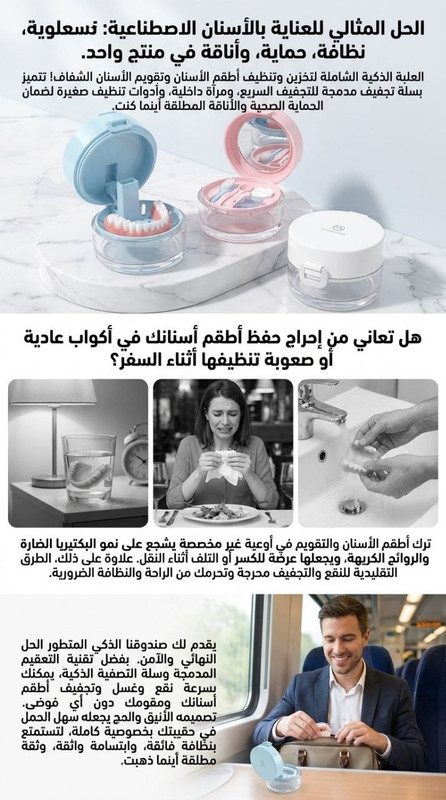 الحل المثالي للعناية بالأسنان الاصطناعية: نسعلوية،
نظافة، حماية، وأناقة في منتج واحد.
العلبة الذكية الشاملة لتخزين وتنظيف أطقم الأسنان وتقويم الأسنان الشفاف! تتميز
بسلة تجفيف مدمجة للتجفيف السريع، ومرآة داخلية، وأدوات تنظيف صغيرة لضمان
الحماية الصحية والأناقة المطلقة أينما كنت.
هل تعاني من إحراج حفظ أطقم أسنانك في أكواب عادية
أو صعوبة تنظيفها أثناء السفر؟
ترك أطقم الأسنان والتقويم في أوعية غير مخصصة يشجع على نمو البكتيريا الضارة
والروائح الكريهة، ويجعلها عرضة للكسر أو التلف أثناء النقل. علاوة على ذلك، الطرق
التقليدية للنقع والتجفيف محرجة وتحرمك من الراحة والنظافة الضرورية.
يقدم لك صندوقنا الذكي المتطور الحل
النهائي والآمن. بفضل تقنية التعقيم
المدمجة وسلة التصفية الذكية، يمكنك
بسرعة نقع وغسل وتجفيف أطقم
أسنانك ومقومك دون أي فوضى.
تصميمه الأنيق والمدمج يجعله سهل الحمل
في حقيبتك بخصوصية كاملة، لتستمتع
بنظافة فائقة، وابتسامة واثقة، وثقة
مطلقة أينما ذهبت.